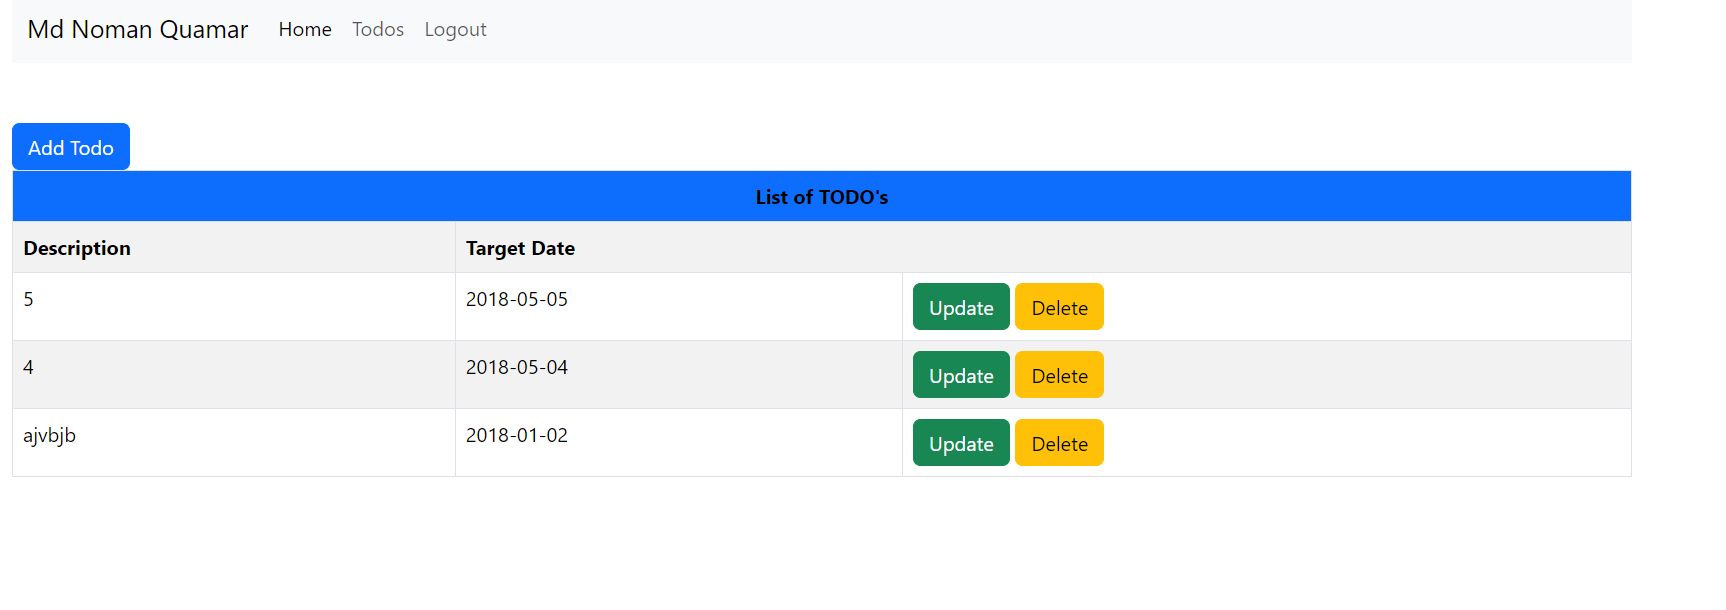 Md Noman Quamar Home Todos Logout
Add Todo
List of TODO's
Description Target Date
5 2018-05-05 Update Delete
4 2018-05-04 Update Delete
ajvbjb 2018-01-02 Update Delete